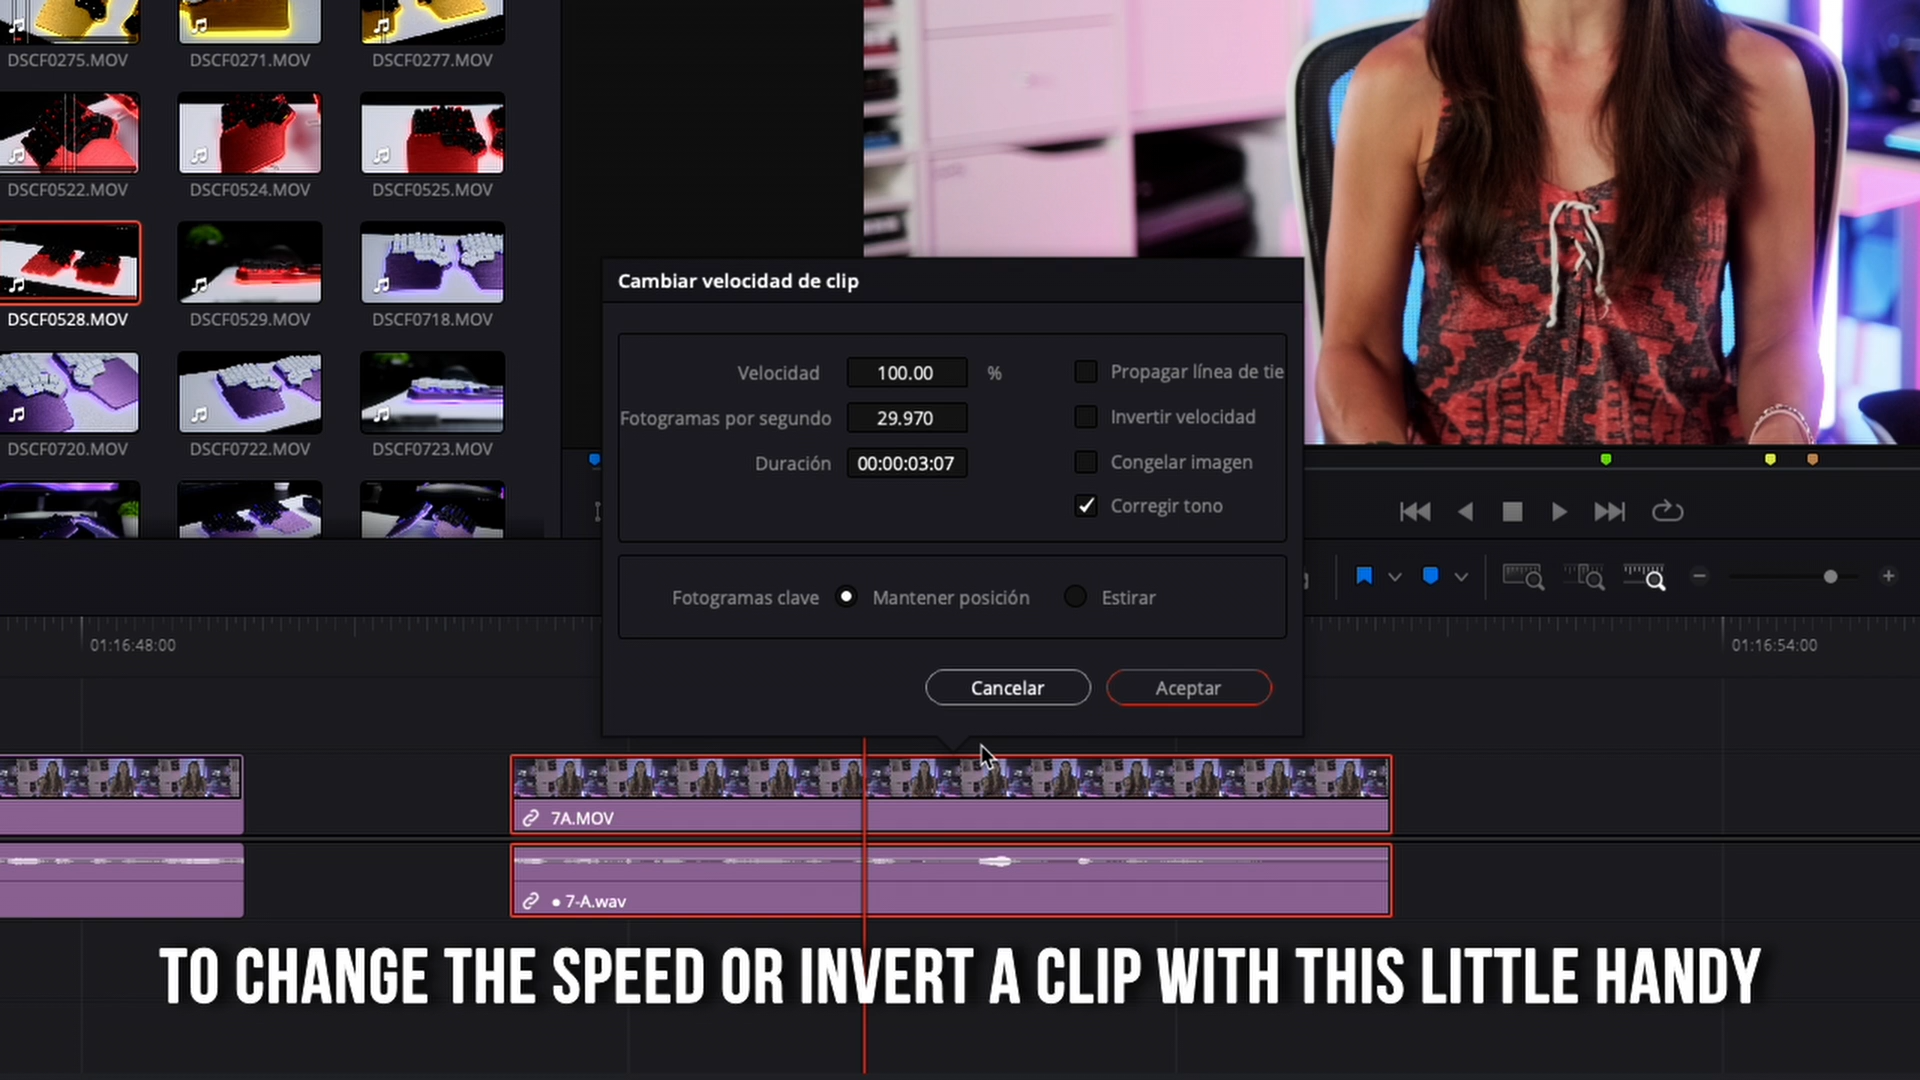 DSCF0275.MOV DSCF0271.MOV DSCF0277.MOV
DSCF0522.MOV DSCF0524.MOV DSCF0525.MOV
DSCF0528.MOV DSCF0529.MOV DSCF0718.MOV
DSCF0720.MOV DSCF0722.MOV DSCF0723.MOV
Cambiar velocidad de clip
Velocidad 100.00 %
Fotogramas por segundo 29.970
Duración 00:00:03:07
Propagar línea de tie
Invertir velocidad
Congelar imagen
Corregir tono
Fotogramas clave Mantener posición Estirar
Cancelar Aceptar
01:16:48:00 01:16:54:00
7A.MOV
7-A.wav
TO CHANGE THE SPEED OR INVERT A CLIP WITH THIS LITTLE HANDY